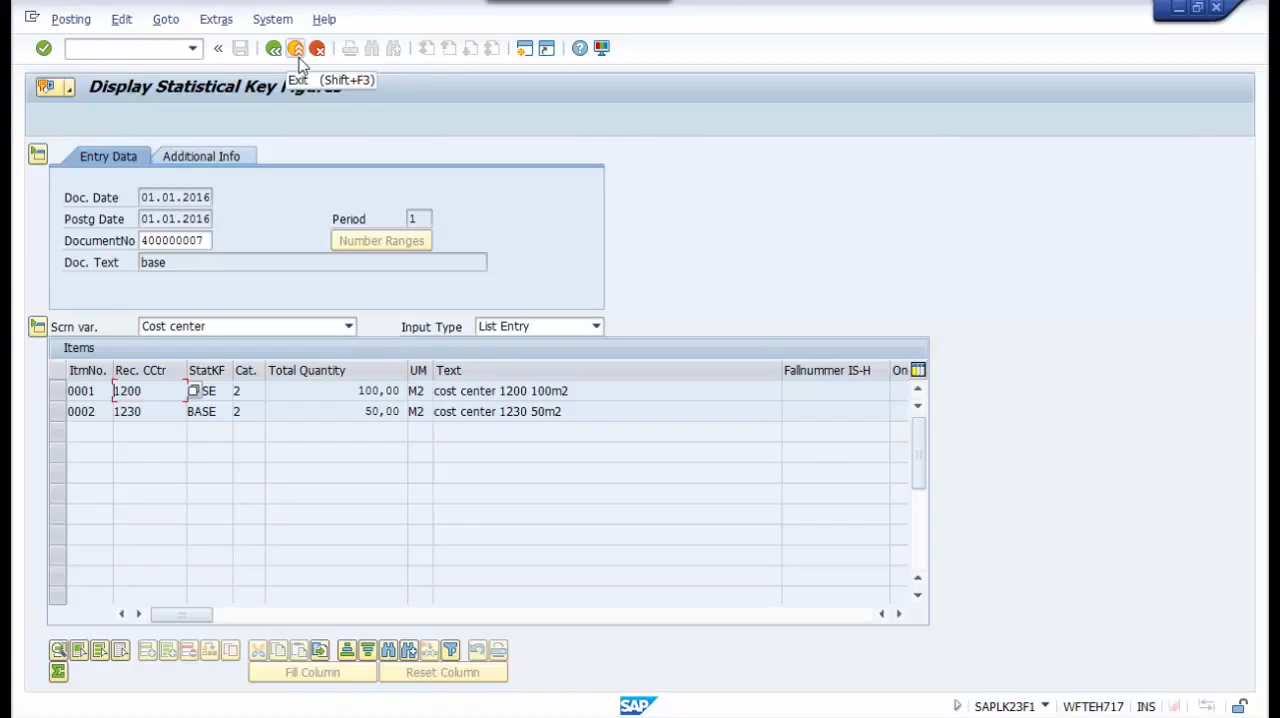 Posting Edit Goto Extras System Help
Exit (Shift+F3)
Display Statistical Key Figures
Entry Data Additional Info
Doc. Date 01.01.2016
Postg Date 01.01.2016 Period 1
DocumentNo 400000007 Number Ranges
Doc. Text base
Scrn var. Cost center Input Type List Entry
Items
ItmNo. Rec. CCtr StatKF Cat. Total Quantity UM Text Fallnummer IS-H On
0001 1200 SE 2 100,00 M2 cost center 1200 100m2
0002 1230 BASE 2 50,00 M2 cost center 1230 50m2
Fill Column Reset Column
SAP SAPLK23F1 WFTEH717 INS